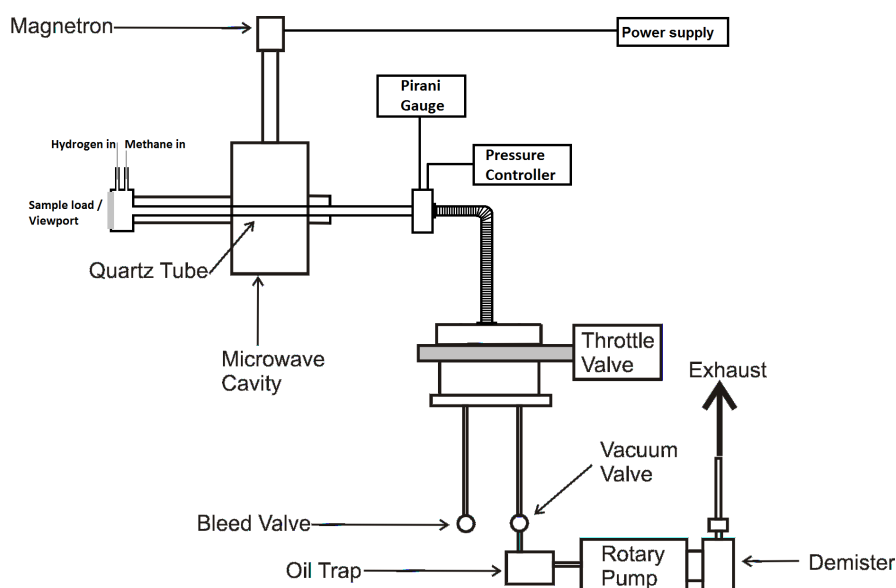 Magnetron
Power supply
Pirani
Gauge
Hydrogen in Methane in
Pressure
Controller
Sample load /
Viewport
Quartz Tube
Microwave
Cavity
Throttle
Valve
Exhaust
Vacuum
Valve
Bleed Valve
Oil Trap
Rotary
Pump
Demister